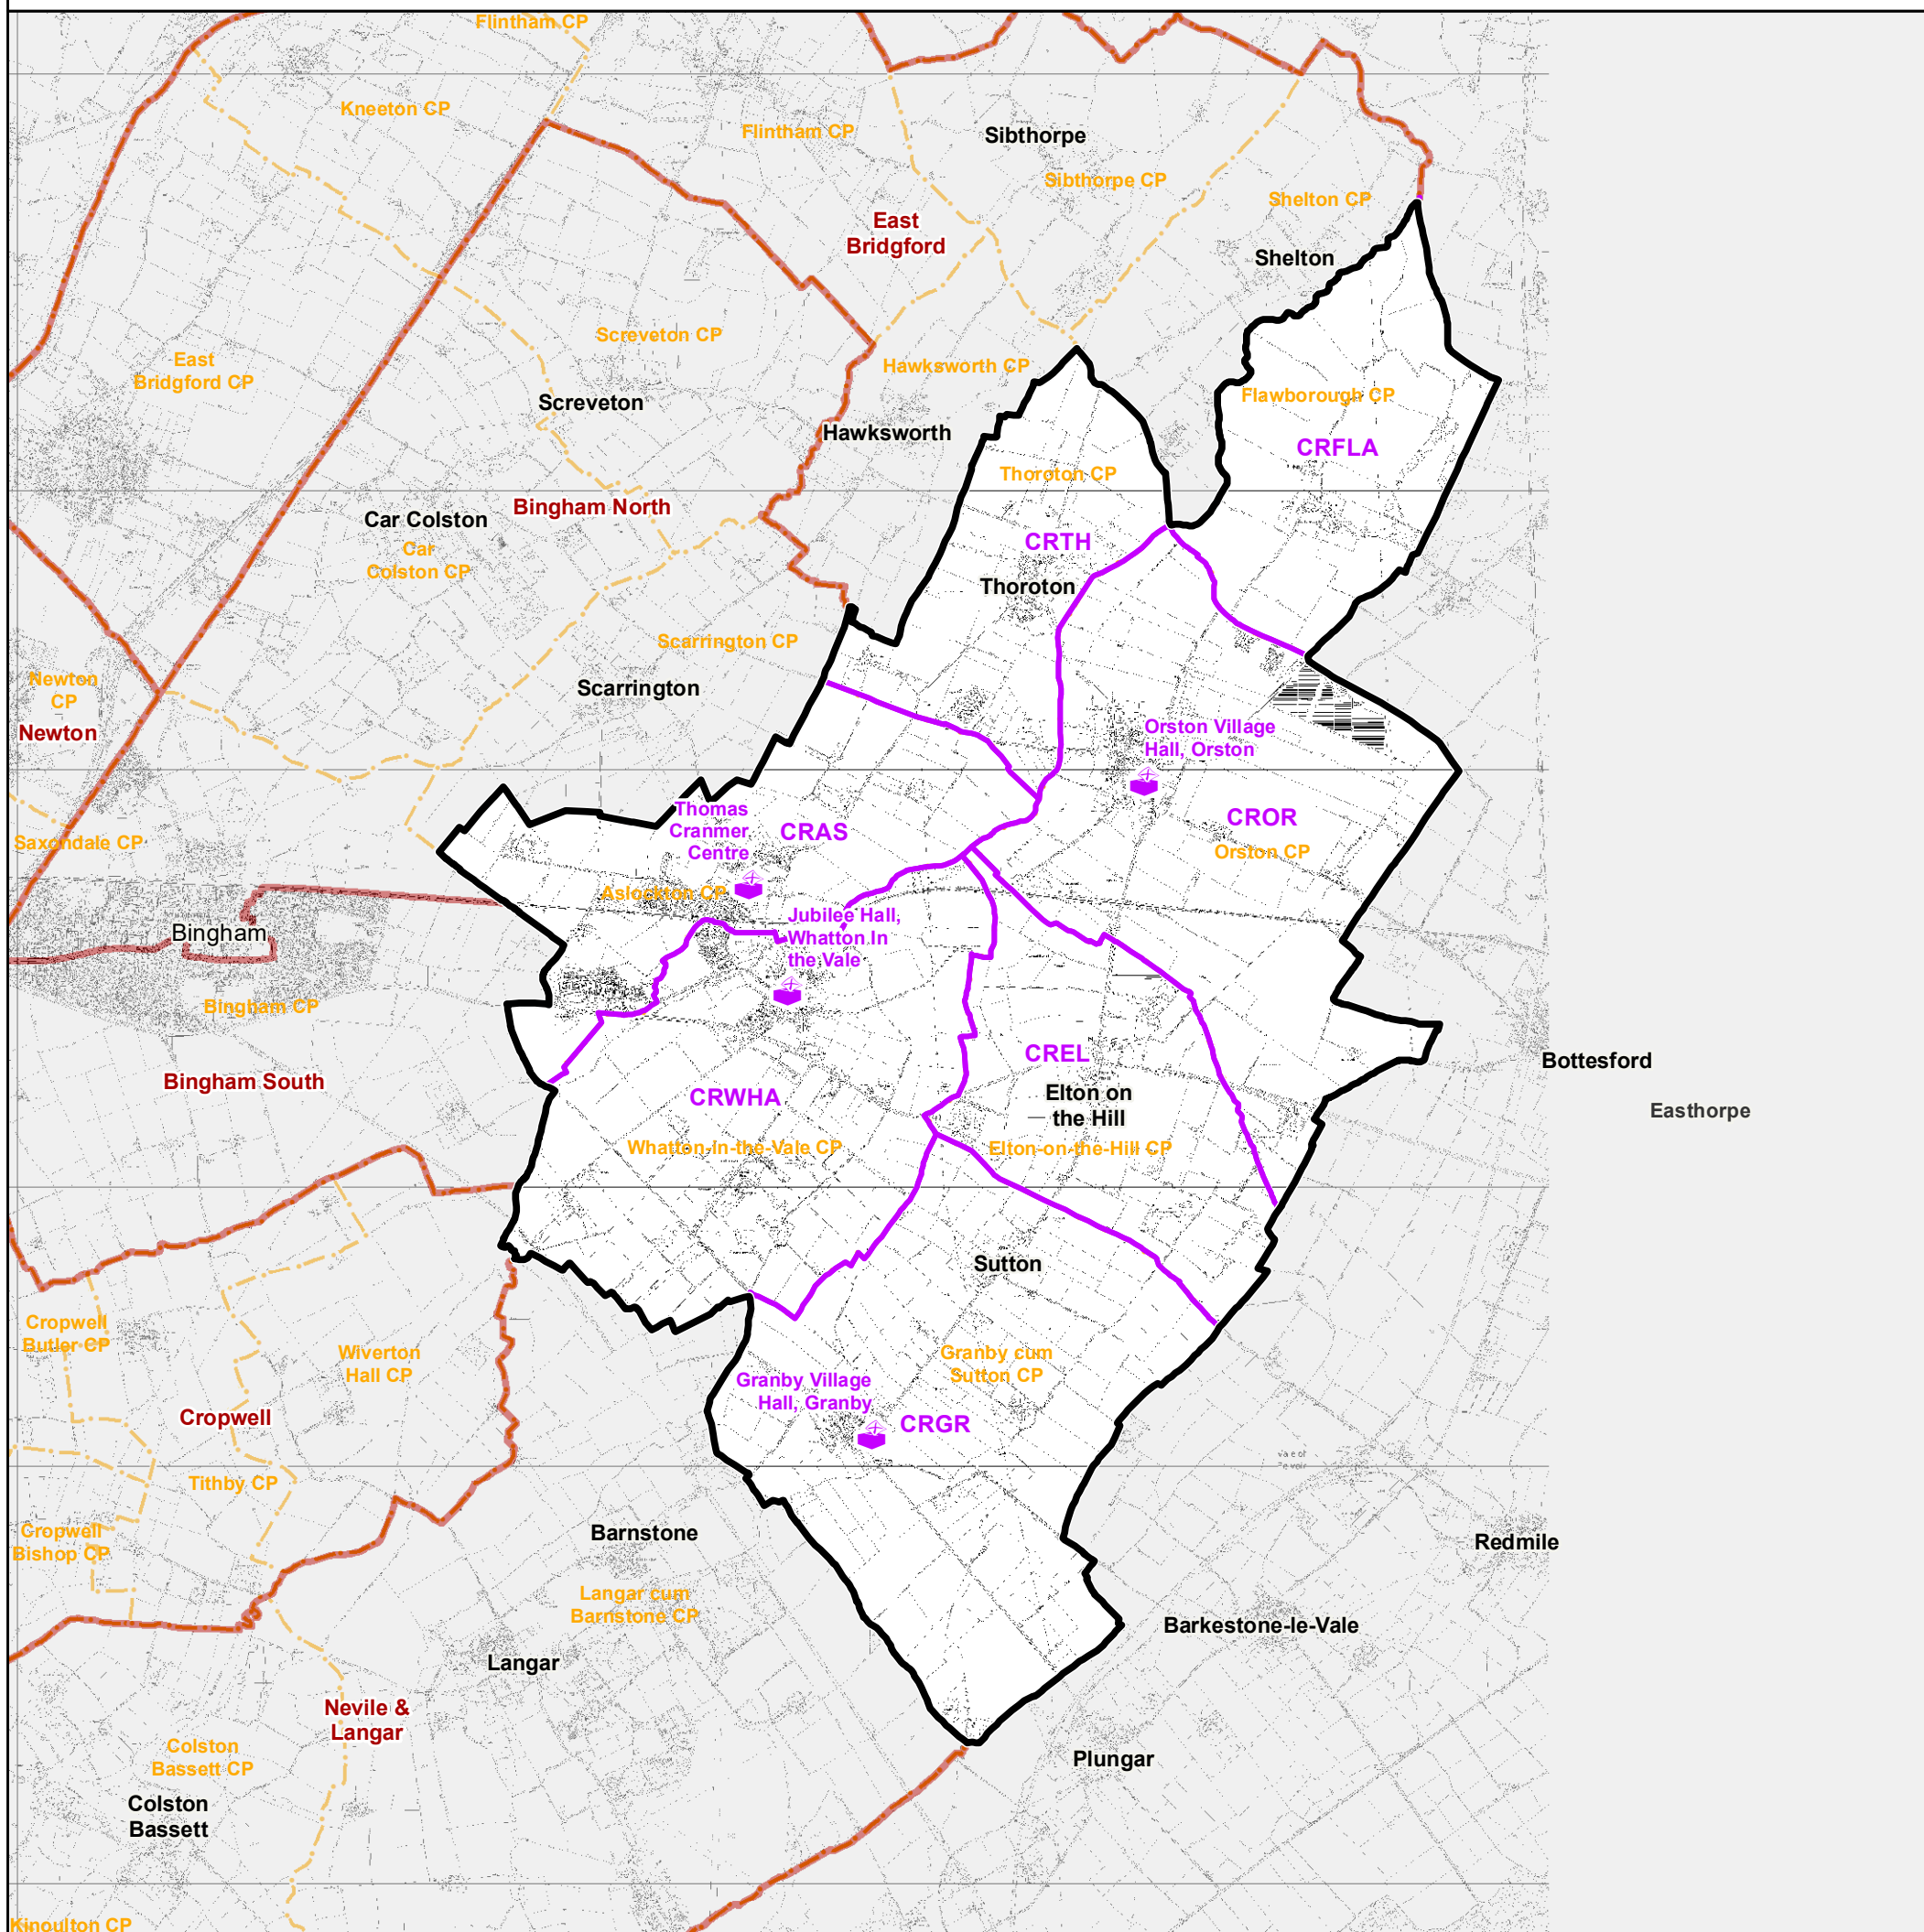 Flintham CP
Kneeton CP
Flintham CP
Sibthorpe
Sibthorpe CP
Shelton CP
East
Bridgford
Shelton
Screveton CP
East
Bridgford CP
Hawksworth CP
Flawborough CP
Screveton
Hawksworth
CRFLA
Thoroton CP
Bingham North
Car Colston
Car
Colston CP
CRTH
Thoroton
Scarrington CP
Newton
CP
Scarrington
Newton
Orston Village
Hall, Orston
Thomas
Cranmer
Centre
CRAS
CROR
Saxondale CP
Orston CP
Aslockton CP
Jubilee Hall,
Whatton In
the Vale
Bingham
Bingham CP
CREL
Bottesford
Bingham South
CRWHA
Elton on
the Hill
Easthorpe
Whatton-in-the-Vale CP
Elton-on-the-Hill CP
Sutton
Cropwell
Butler CP
Wiverton
Hall CP
Granby cum
Sutton CP
Granby Village
Hall, Granby
Cropwell
CRGR
Tithby CP
Cropwell
Bishop CP
Barnstone
Redmile
Langar cum
Barnstone CP
Barkestone-le-Vale
Langar
Nevile &
Langar
Colston
Bassett CP
Plungar
Colston
Bassett
Kinoulton CP